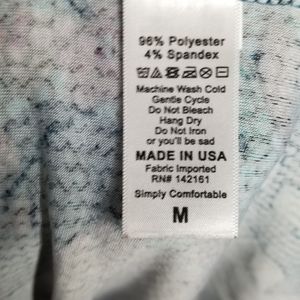 96% Polyester
4% Spandex
Machine Wash Cold
Gentle Cycle
Do Not Bleach
Hang Dry
Do Not Iron
or you'll be sad
MADE IN USA
Fabric Imported
RN# 142161
Simply Comfortable
M